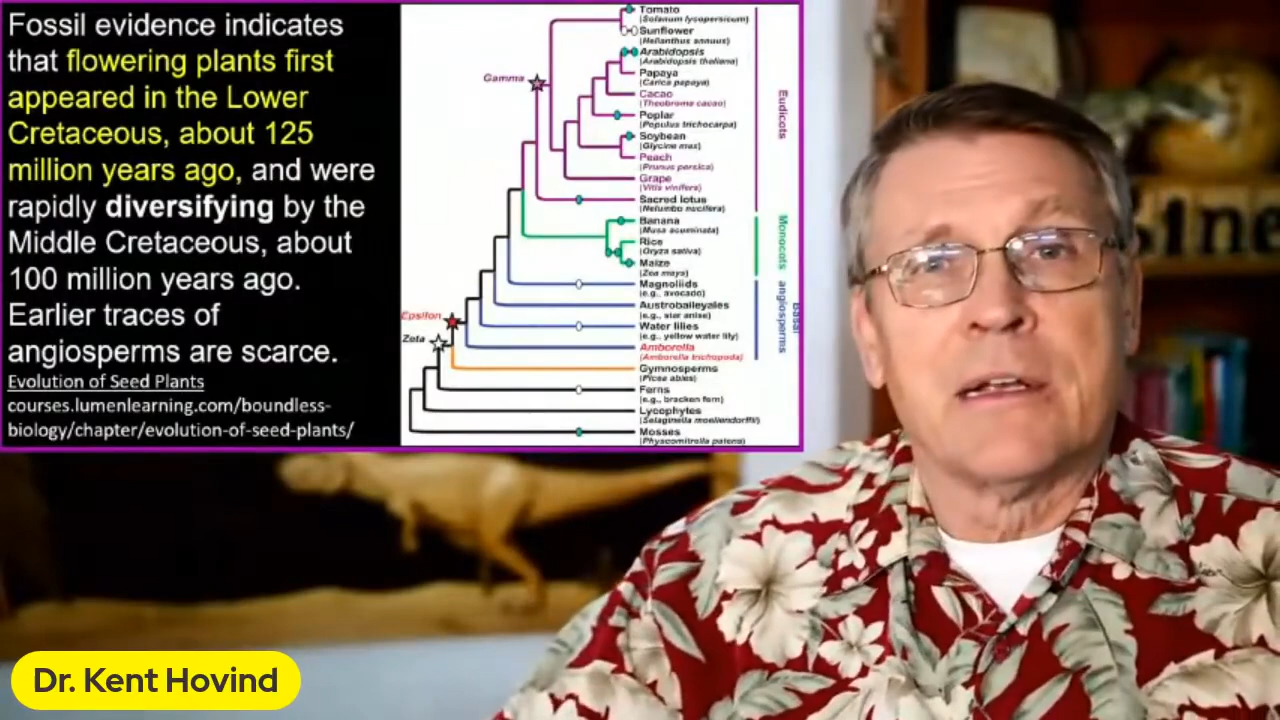 Fossil evidence indicates
that flowering plants first
appeared in the Lower
Cretaceous, about 125
million years ago, and were
rapidly diversifying by the
Middle Cretaceous, about
100 million years ago.
Earlier traces of
angiosperms are scarce.
Evolution of Seed Plants
courses.lumenlearning.com/boundless-
biology/chapter/evolution-of-seed-plants/
Gamma
Epsilon
Zeta
Tomato
(Solanum lycopersicum)
Sunflower
(Helianthus annuus)
Arabidopsis
(Arabidopsis thaliana)
Papaya
(Carica papaya)
Cacao
(Theobroma cacao)
Poplar
(Populus trichocarpa)
Soybean
(Glycine max)
Peach
(Prunus persica)
Grape
(Vitis vinifera)
Sacred lotus
(Nelumbo nucifera)
Banana
(Musa acuminata)
Rice
(Oryza sativa)
Maize
(Zea mays)
Magnoliids
(e.g., avocado)
Austrobaileyales
(e.g., star anise)
Water lilies
(e.g., yellow water lily)
Amborella
(Amborella trichopoda)
Gymnosperms
(Picea abies)
Ferns
(e.g., bracken fern)
Lycophytes
(Selaginella moellendorffii)
Mosses
(Physcomitrella patens)
Eudicots
Monocots
Basal
angiosperms
Dr. Kent Hovind